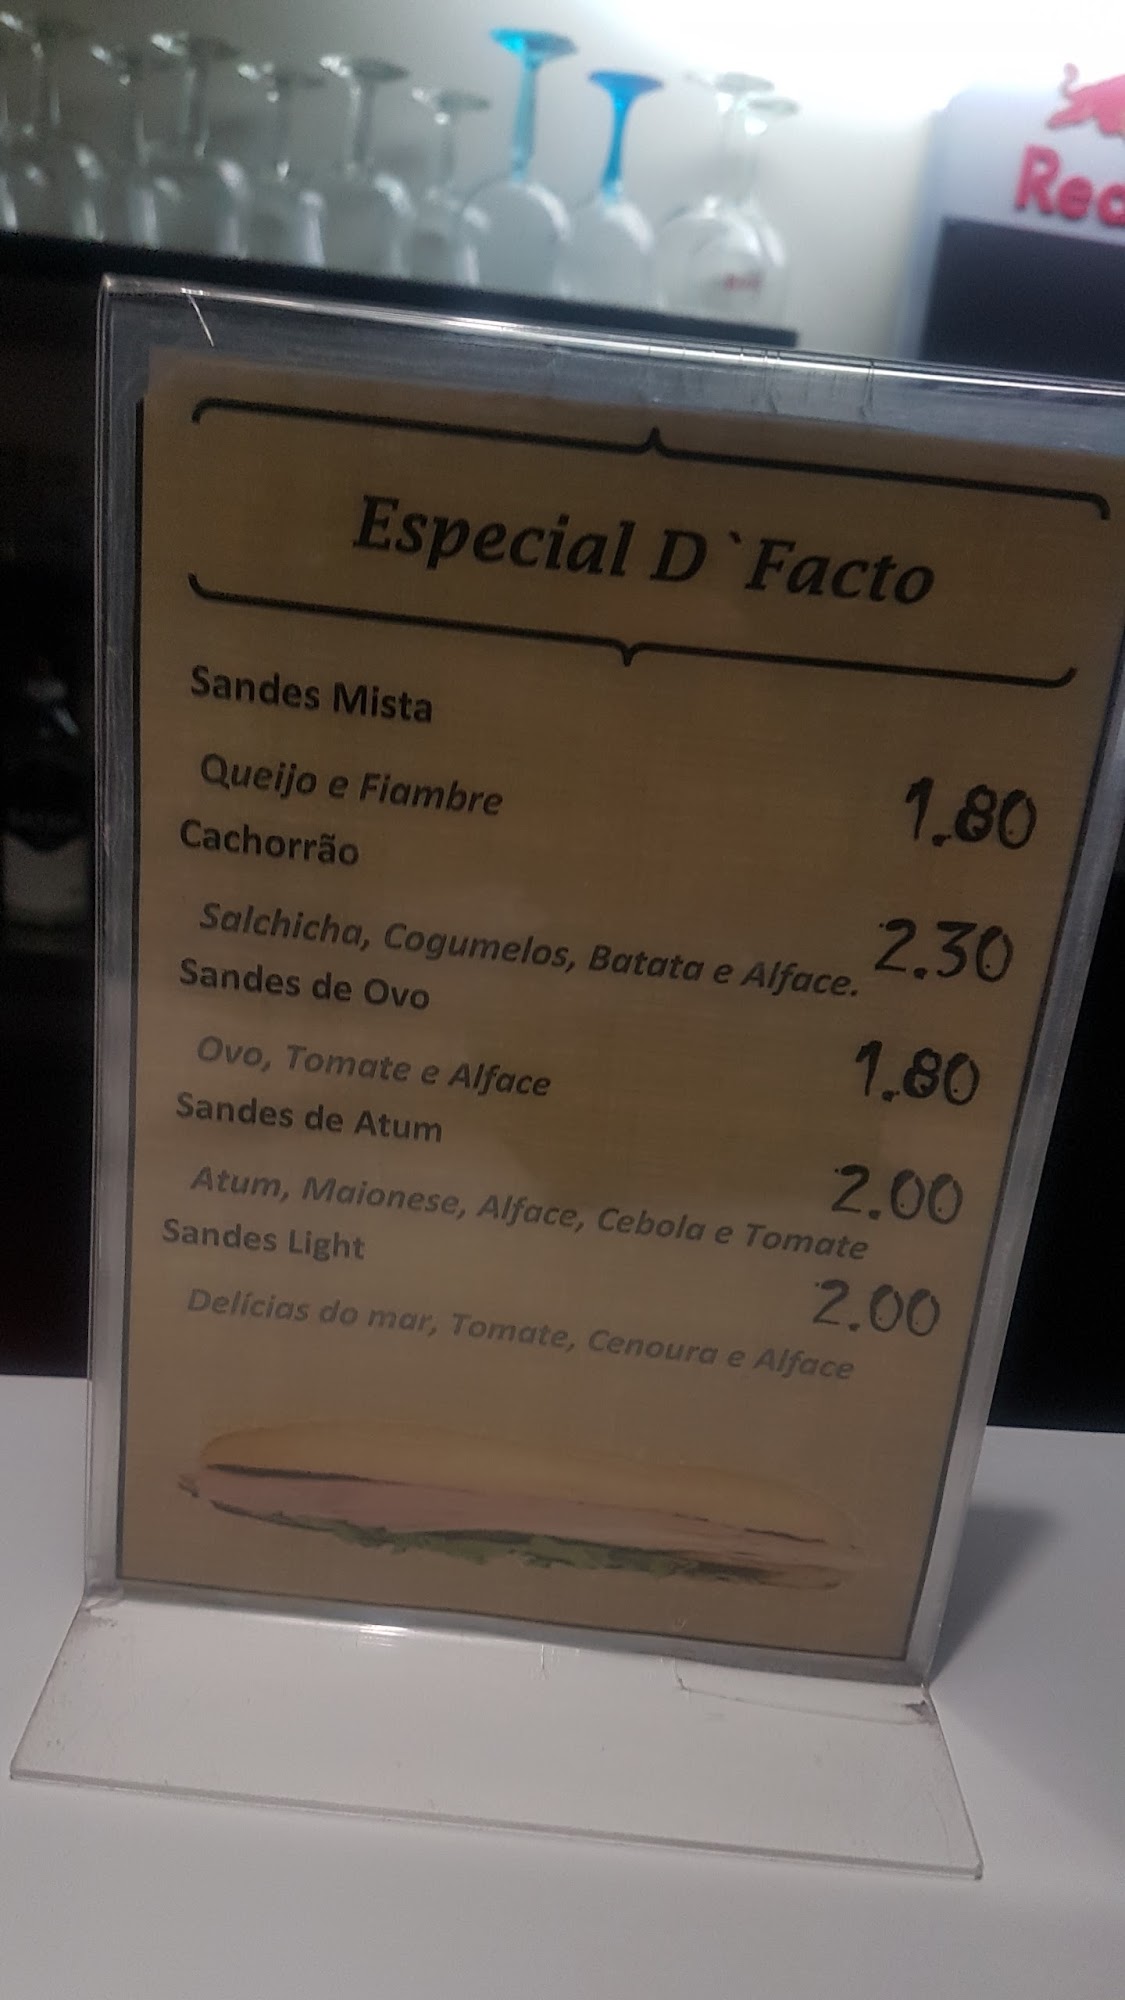 Red
Especial D`Facto
Sandes Mista
Queijo e Fiambre 1.80
Cachorrão
Salchicha, Cogumelos, Batata e Alface. 2.30
Sandes de Ovo
Ovo, Tomate e Alface 1.80
Sandes de Atum
Atum, Maionese, Alface, Cebola e Tomate 2.00
Sandes Light
Delícias do mar, Tomate, Cenoura e Alface 2.00